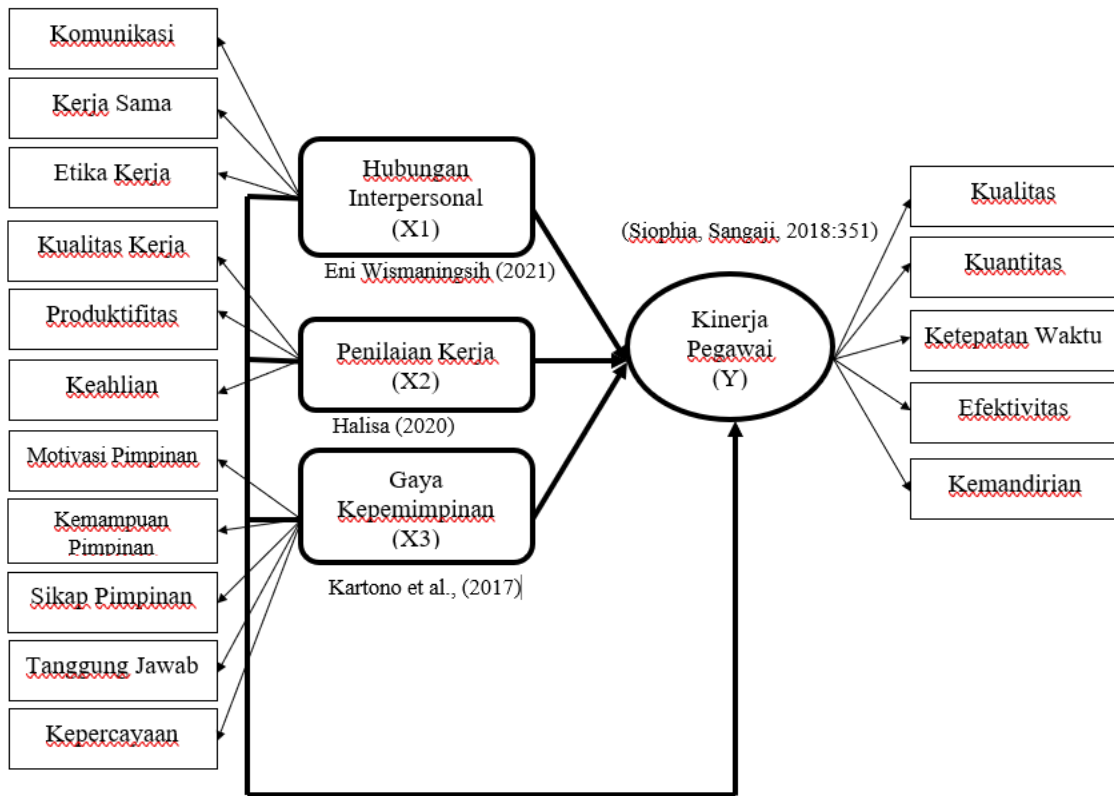 Komunikasi
Kerja Sama
Etika Kerja
Kualitas Kerja
Produktifitas
Keahlian
Motivasi Pimpinan
Kemampuan
Pimpinan
Sikap Pimpinan
Tanggung Jawab
Kepercayaan
Hubungan
Interpersonal
(X1)
Eni Wismaningsih (2021)
Penilaian Kerja
(X2)
Halisa (2020)
Gaya
Kepemimpinan
(X3)
Kartono et al., (2017)
(Siophia, Sangaji, 2018:351)
Kinerja
Pegawai
(Y)
Kualitas
Kuantitas
Ketepatan Waktu
Efektivitas
Kemandirian